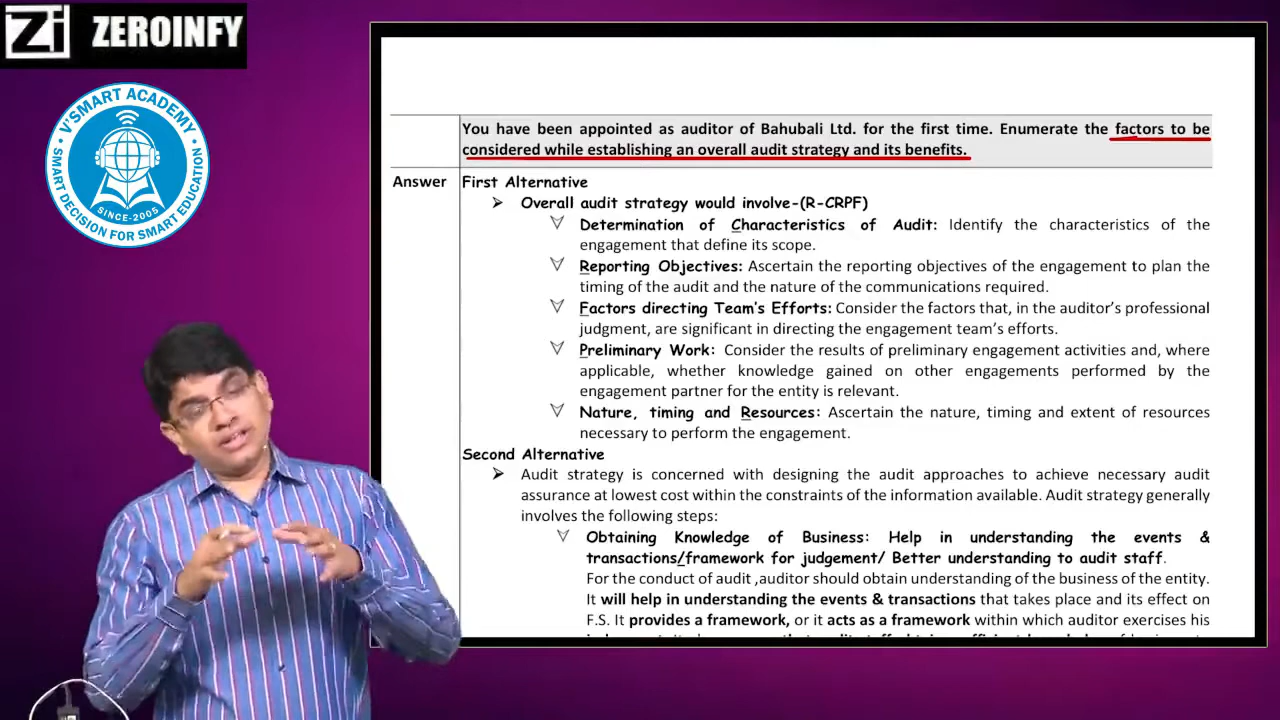 Zi ZEROINFY
V'SMART ACADEMY
SINCE-2005
SMART DECISION FOR SMART EDUCATION
You have been appointed as auditor of Bahubali Ltd. for the first time. Enumerate the factors to be
considered while establishing an overall audit strategy and its benefits.
Answer First Alternative
➢ Overall audit strategy would involve-(R-CRPF)
Determination of Characteristics of Audit: Identify the characteristics of the
engagement that define its scope.
Reporting Objectives: Ascertain the reporting objectives of the engagement to plan the
timing of the audit and the nature of the communications required.
Factors directing Team's Efforts: Consider the factors that, in the auditor's professional
judgment, are significant in directing the engagement team's efforts.
Preliminary Work: Consider the results of preliminary engagement activities and, where
applicable, whether knowledge gained on other engagements performed by the
engagement partner for the entity is relevant.
Nature, timing and Resources: Ascertain the nature, timing and extent of resources
necessary to perform the engagement.
Second Alternative
➢ Audit strategy is concerned with designing the audit approaches to achieve necessary audit
assurance at lowest cost within the constraints of the information available. Audit strategy generally
involves the following steps:
Obtaining Knowledge of Business: Help in understanding the events &
transactions/framework for judgement/ Better understanding to audit staff.
For the conduct of audit ,auditor should obtain understanding of the business of the entity.
It will help in understanding the events & transactions that takes place and its effect on
F.S. It provides a framework, or it acts as a framework within which auditor exercises his